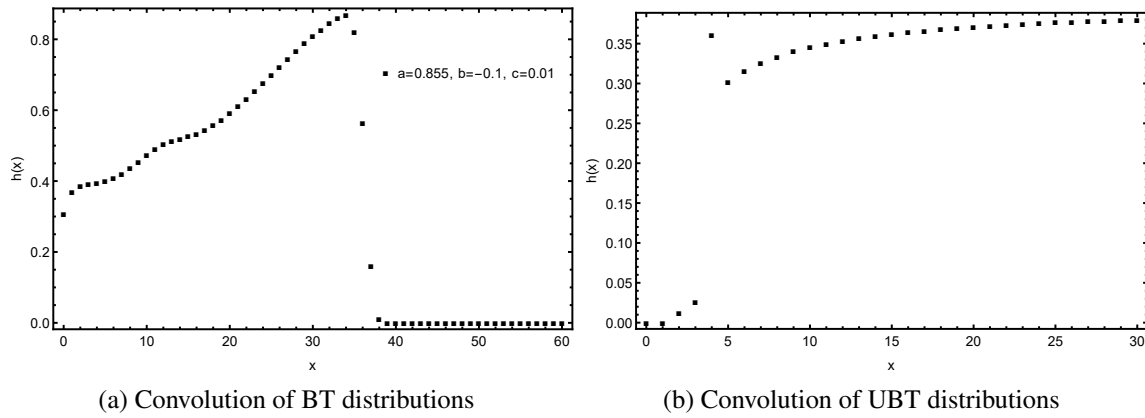 h(x)
0.8
0.6
0.4
0.2
0.0
a=0.855, b=−0.1, c=0.01
0 10 20 30 40 50 60
x
(a) Convolution of BT distributions
h(x)
0.35
0.30
0.25
0.20
0.15
0.10
0.05
0.00
0 5 10 15 20 25 30
x
(b) Convolution of UBT distributions